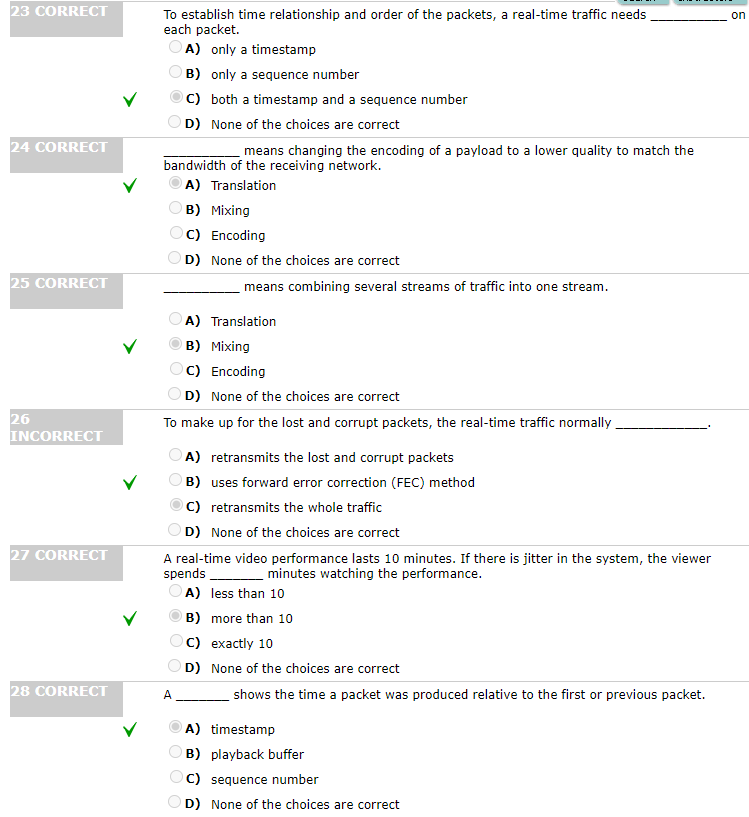 23 CORRECT
To establish time relationship and order of the packets, a real-time traffic needs ___________ on
each packet.
A) only a timestamp
B) only a sequence number
C) both a timestamp and a sequence number
D) None of the choices are correct
24 CORRECT
___________ means changing the encoding of a payload to a lower quality to match the
bandwidth of the receiving network.
A) Translation
B) Mixing
C) Encoding
D) None of the choices are correct
25 CORRECT
___________ means combining several streams of traffic into one stream.
A) Translation
B) Mixing
C) Encoding
D) None of the choices are correct
26
INCORRECT
To make up for the lost and corrupt packets, the real-time traffic normally _____________.
A) retransmits the lost and corrupt packets
B) uses forward error correction (FEC) method
C) retransmits the whole traffic
D) None of the choices are correct
27 CORRECT
A real-time video performance lasts 10 minutes. If there is jitter in the system, the viewer
spends ________ minutes watching the performance.
A) less than 10
B) more than 10
C) exactly 10
D) None of the choices are correct
28 CORRECT
A ________ shows the time a packet was produced relative to the first or previous packet.
A) timestamp
B) playback buffer
C) sequence number
D) None of the choices are correct